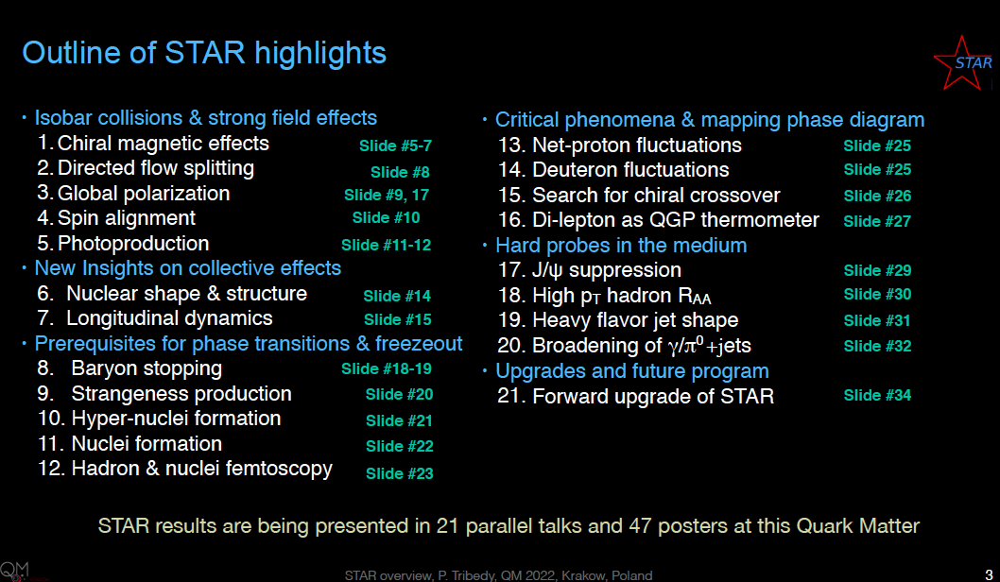 Outline of STAR highlights
STAR
• Isobar collisions & strong field effects
1. Chiral magnetic effects Slide #5-7
2. Directed flow splitting Slide #8
3. Global polarization Slide #9, 17
4. Spin alignment Slide #10
5. Photoproduction Slide #11-12
• New Insights on collective effects
6. Nuclear shape & structure Slide #14
7. Longitudinal dynamics Slide #15
• Prerequisites for phase transitions & freezeout
8. Baryon stopping Slide #18-19
9. Strangeness production Slide #20
10. Hyper-nuclei formation Slide #21
11. Nuclei formation Slide #22
12. Hadron & nuclei femtoscopy Slide #23
• Critical phenomena & mapping phase diagram
13. Net-proton fluctuations Slide #25
14. Deuteron fluctuations Slide #25
15. Search for chiral crossover Slide #26
16. Di-lepton as QGP thermometer Slide #27
• Hard probes in the medium
17. J/ψ suppression Slide #29
18. High pT hadron RAA Slide #30
19. Heavy flavor jet shape Slide #31
20. Broadening of γ/π⁰+jets Slide #32
• Upgrades and future program
21. Forward upgrade of STAR Slide #34
STAR results are being presented in 21 parallel talks and 47 posters at this Quark Matter
QM
STAR overview, P. Tribedy, QM 2022, Krakow, Poland
3